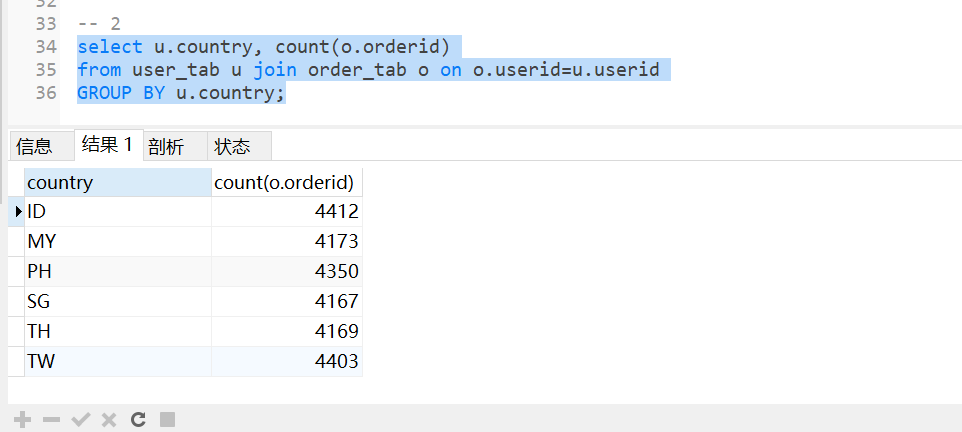 32
33 -- 2
34 select u.country, count(o.orderid)
35 from user_tab u join order_tab o on o.userid=u.userid
36 GROUP BY u.country;
信息 结果 1 剖析 状态
country count(o.orderid)
ID 4412
MY 4173
PH 4350
SG 4167
TH 4169
TW 4403